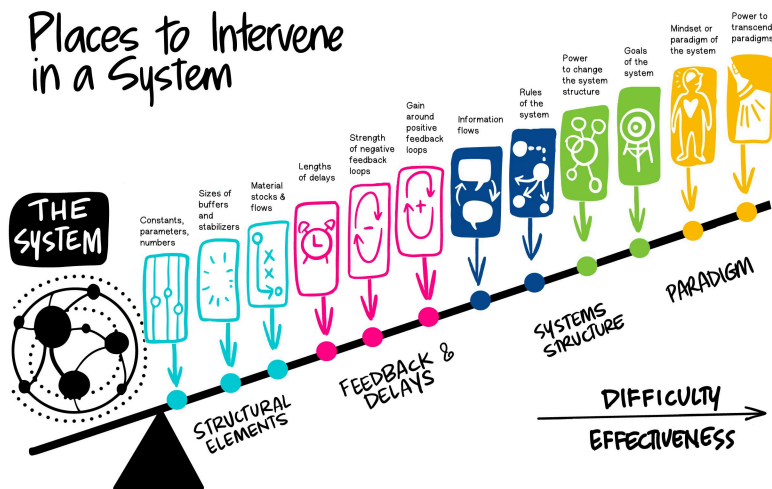 Places to Intervene
in a System
THE
SYSTEM
Constants,
parameters,
numbers
Sizes of
buffers
and
stabilizers
Material
stocks &
flows
Lengths
of delays
Strength
of negative
feedback
loops
Gain
around
positive
feedback
loops
Information
flows
Rules
of the
system
Power
to change
the system
structure
Goals
of the
system
Mindset or
paradigm of
the system
Power to
transcend
paradigms
STRUCTURAL
ELEMENTS
FEEDBACK &
DELAYS
SYSTEMS
STRUCTURE
PARADIGM
DIFFICULTY
EFFECTIVENESS